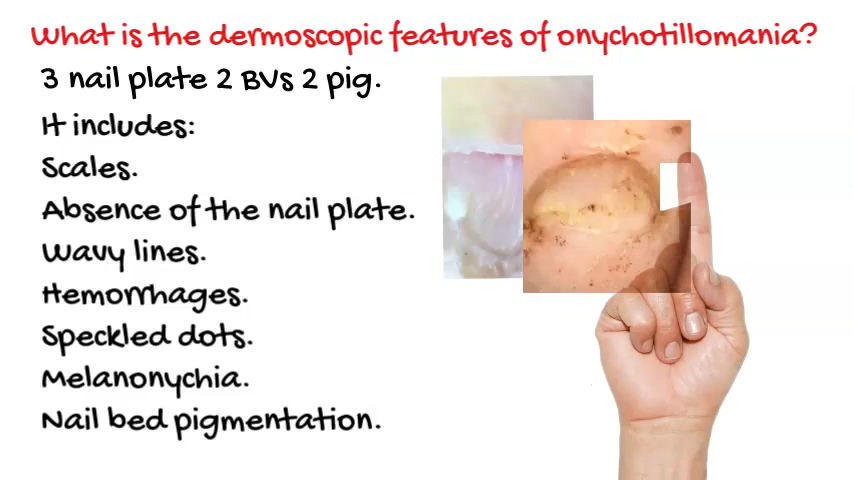 What is the dermoscopic features of onychotillomania?
3 nail plate 2 BVs 2 pig.
It includes:
Scales.
Absence of the nail plate.
Wavy lines.
Hemorrhages.
Speckled dots.
Melanonychia.
Nail bed pigmentation.